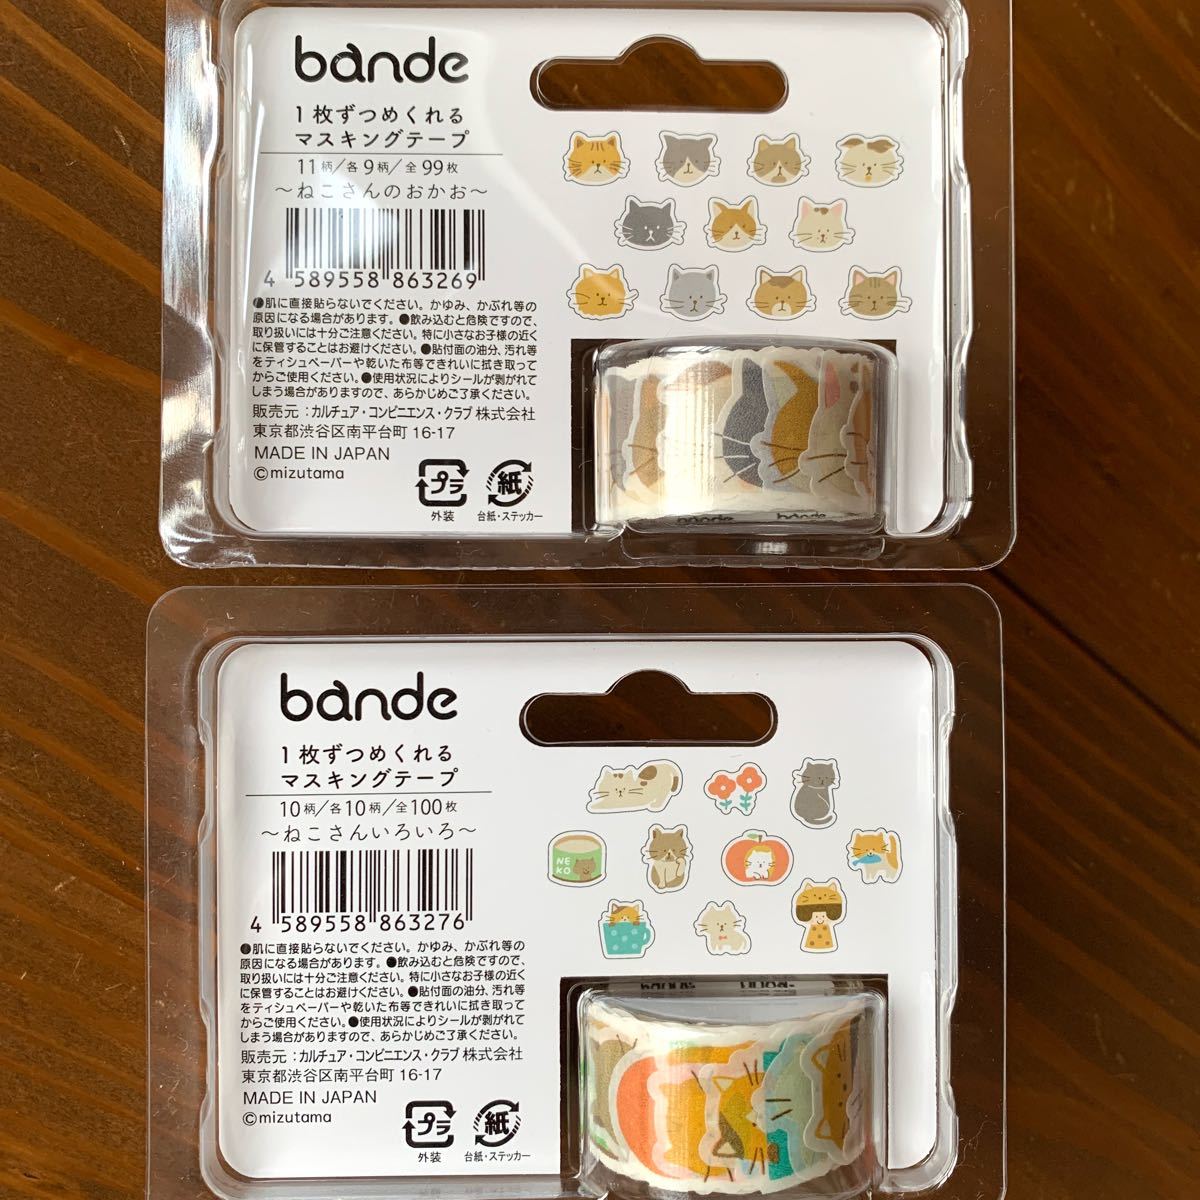 bande
1枚ずつめくれる
マスキングテープ
11柄/各9柄/全99枚
～ねこさんのおかお～
4 589558 863269
●肌に直接貼らないでください。かゆみ、かぶれ等の
原因になる場合があります。●飲み込むと危険ですので、
取り扱いには十分ご注意ください。特に小さなお子様の近く
に保管することはお避けください。●貼付面の油分、汚れ等
をティシュペーパーや乾いた布等できれいに拭き取って
からご使用ください。●使用状況によりシールが剥がれて
しまう場合がありますので、あらかじめご了承ください。
販売元：カルチュア・コンビニエンス・クラブ株式会社
東京都渋谷区南平台町 16-17
MADE IN JAPAN
©mizutama
プラ
外装
紙
台紙・ステッカー
bande bande
bande
1枚ずつめくれる
マスキングテープ
10柄/各10柄/全100枚
～ねこさんいろいろ～
4 589558 863276
NE
KO
●肌に直接貼らないでください。かゆみ、かぶれ等の
原因になる場合があります。●飲み込むと危険ですので、
取り扱いには十分ご注意ください。特に小さなお子様の近く
に保管することはお避けください。●貼付面の油分、汚れ等
をティシュペーパーや乾いた布等できれいに拭き取って
からご使用ください。●使用状況によりシールが剥がれて
しまう場合がありますので、あらかじめご了承ください。
販売元：カルチュア・コンビニエンス・クラブ株式会社
東京都渋谷区南平台町 16-17
MADE IN JAPAN
©mizutama
プラ
外装
紙
台紙・ステッカー